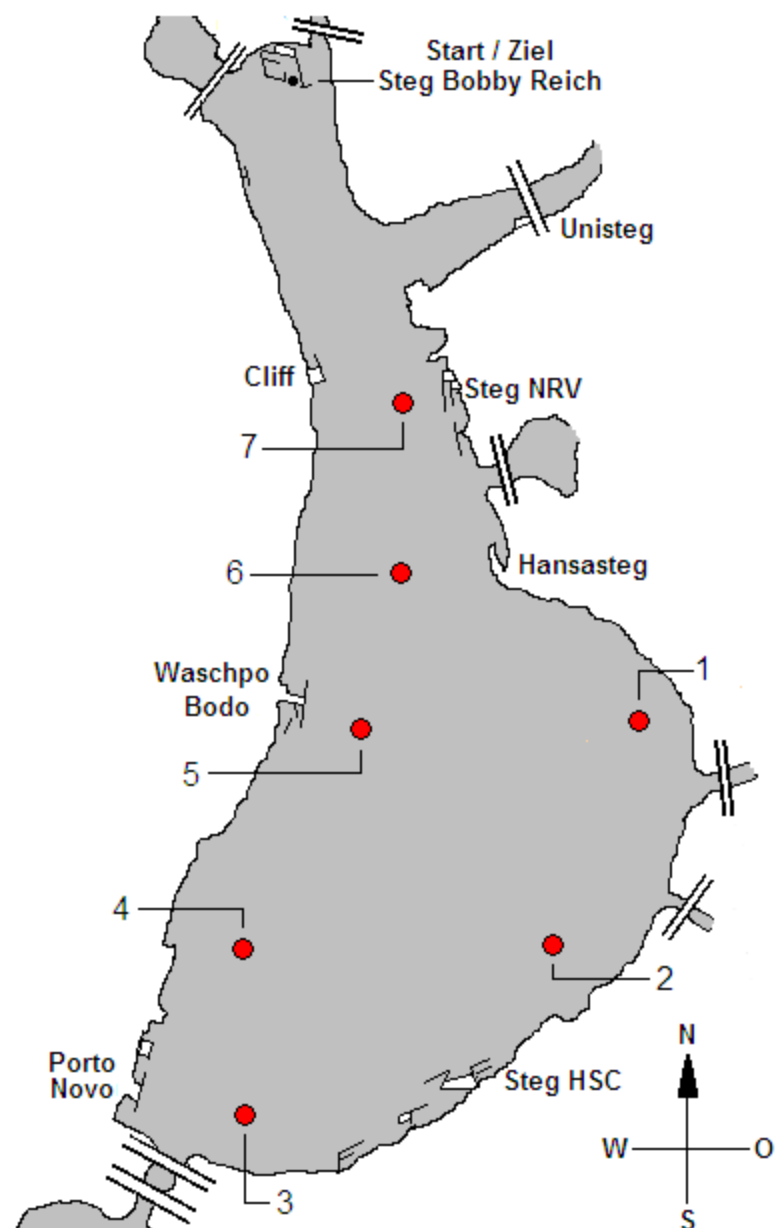 Start / Ziel
Steg Bobby Reich
Unisteg
Cliff
Steg NRV
7
6
Hansasteg
Waschpo
Bodo
1
5
4
2
Porto
Novo
Steg HSC
N
W
O
3
S